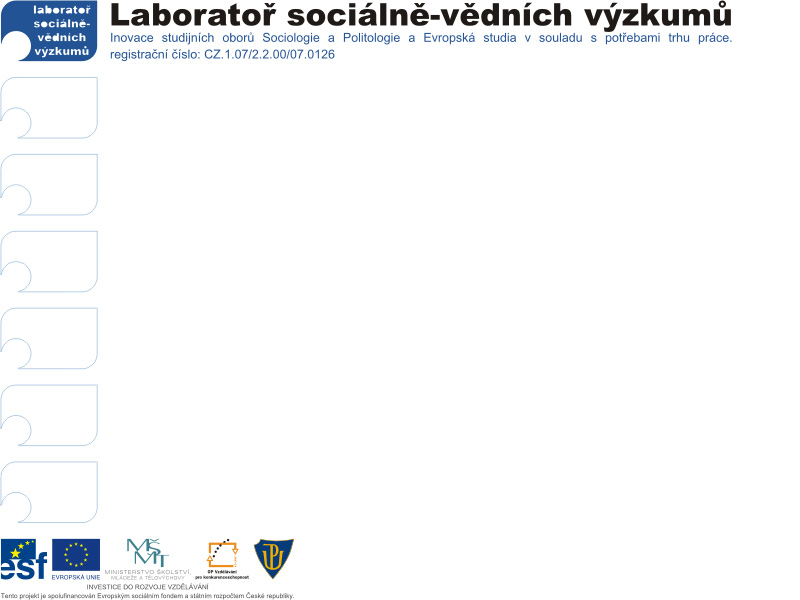 laboratoř
sociálně-
vědních
výzkumů
Laboratoř sociálně-vědních výzkumů
Inovace studijních oborů Sociologie a Politologie a Evropská studia v souladu s potřebami trhu práce.
registrační číslo: CZ.1.07/2.2.00/07.0126
esf
EVROPSKÁ UNIE
MŠMT
MINISTERSTVO ŠKOLSTVÍ,
MLÁDEŽE A TĚLOVÝCHOVY
OP Vzdělávání
pro konkurenceschopnost
UP
INVESTICE DO ROZVOJE VZDĚLÁVÁNÍ
Tento projekt je spolufinancován Evropským sociálním fondem a státním rozpočtem České republiky.